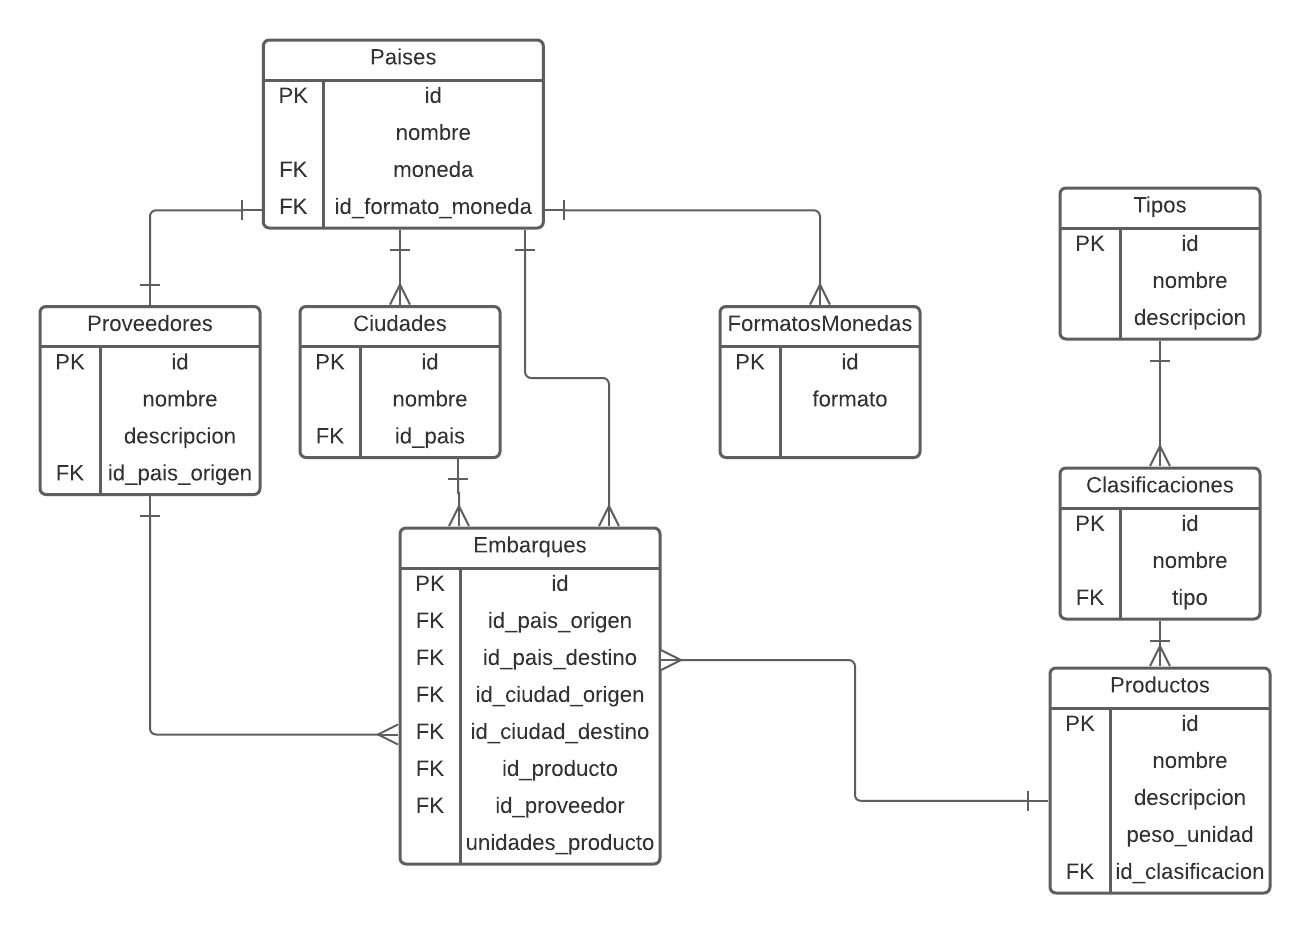 Paises
PK id
nombre
FK moneda
FK id_formato_moneda
Proveedores
PK id
nombre
descripcion
FK id_pais_origen
Ciudades
PK id
nombre
FK id_pais
FormatosMonedas
PK id
formato
Tipos
PK id
nombre
descripcion
Clasificaciones
PK id
nombre
FK tipo
Embarques
PK id
FK id_pais_origen
FK id_pais_destino
FK id_ciudad_origen
FK id_ciudad_destino
FK id_producto
FK id_proveedor
unidades_producto
Productos
PK id
nombre
descripcion
peso_unidad
FK id_clasificacion